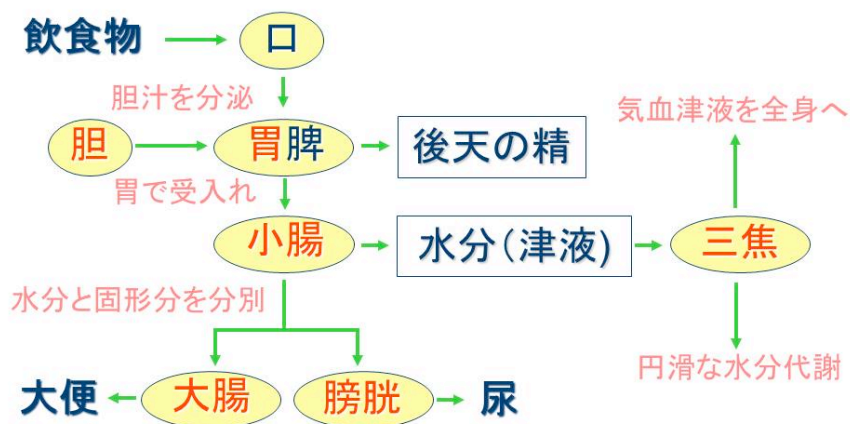 飲食物
口
胆汁を分泌
気血津液を全身へ
胆
胃脾
後天の精
胃で受入れ
小腸
水分(津液)
三焦
水分と固形分を分別
円滑な水分代謝
大便
大腸
膀胱
尿